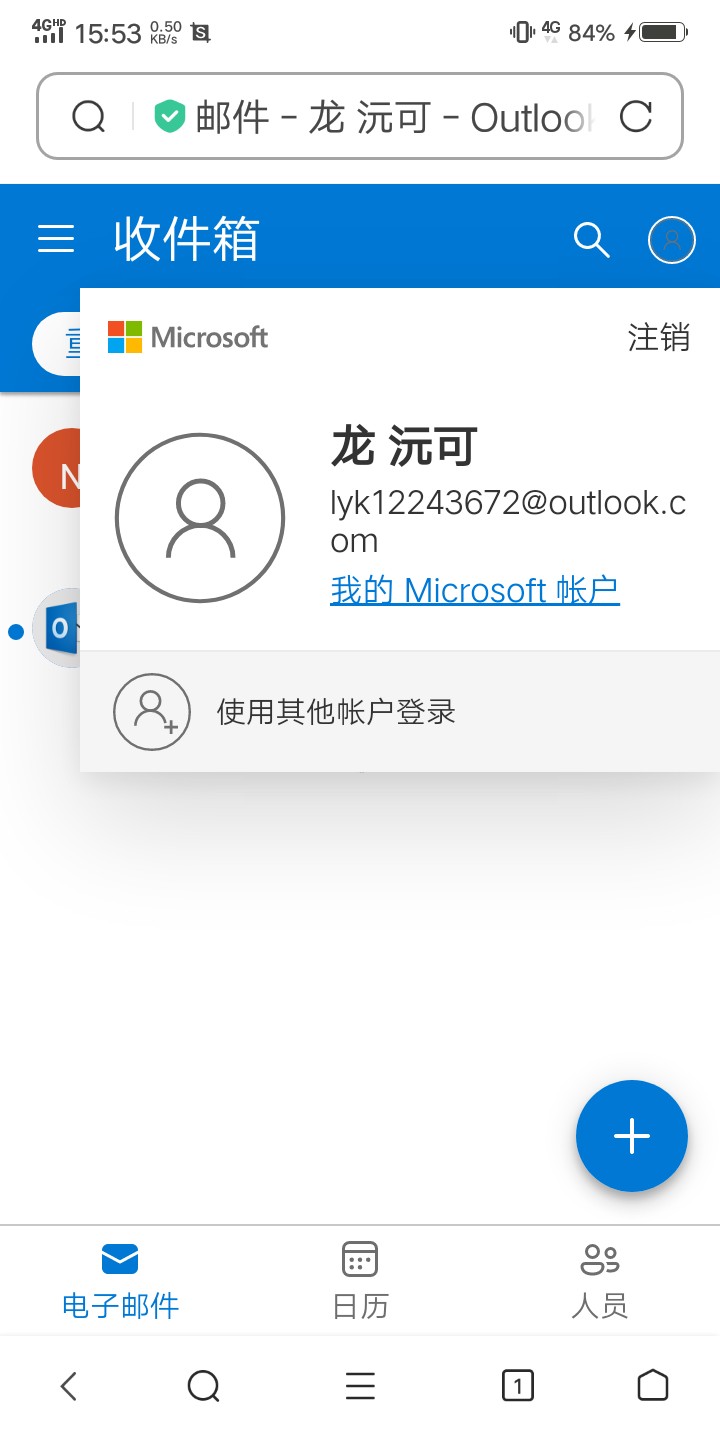 4G HD 15:53 0.50 KB/s 4G 84%
邮件 - 龙 沅可 - Outlook
收件箱
Microsoft 注销
龙 沅可
lyk12243672@outlook.c
om
我的 Microsoft 帐户
N
O
使用其他帐户登录
电子邮件 日历 人员
1